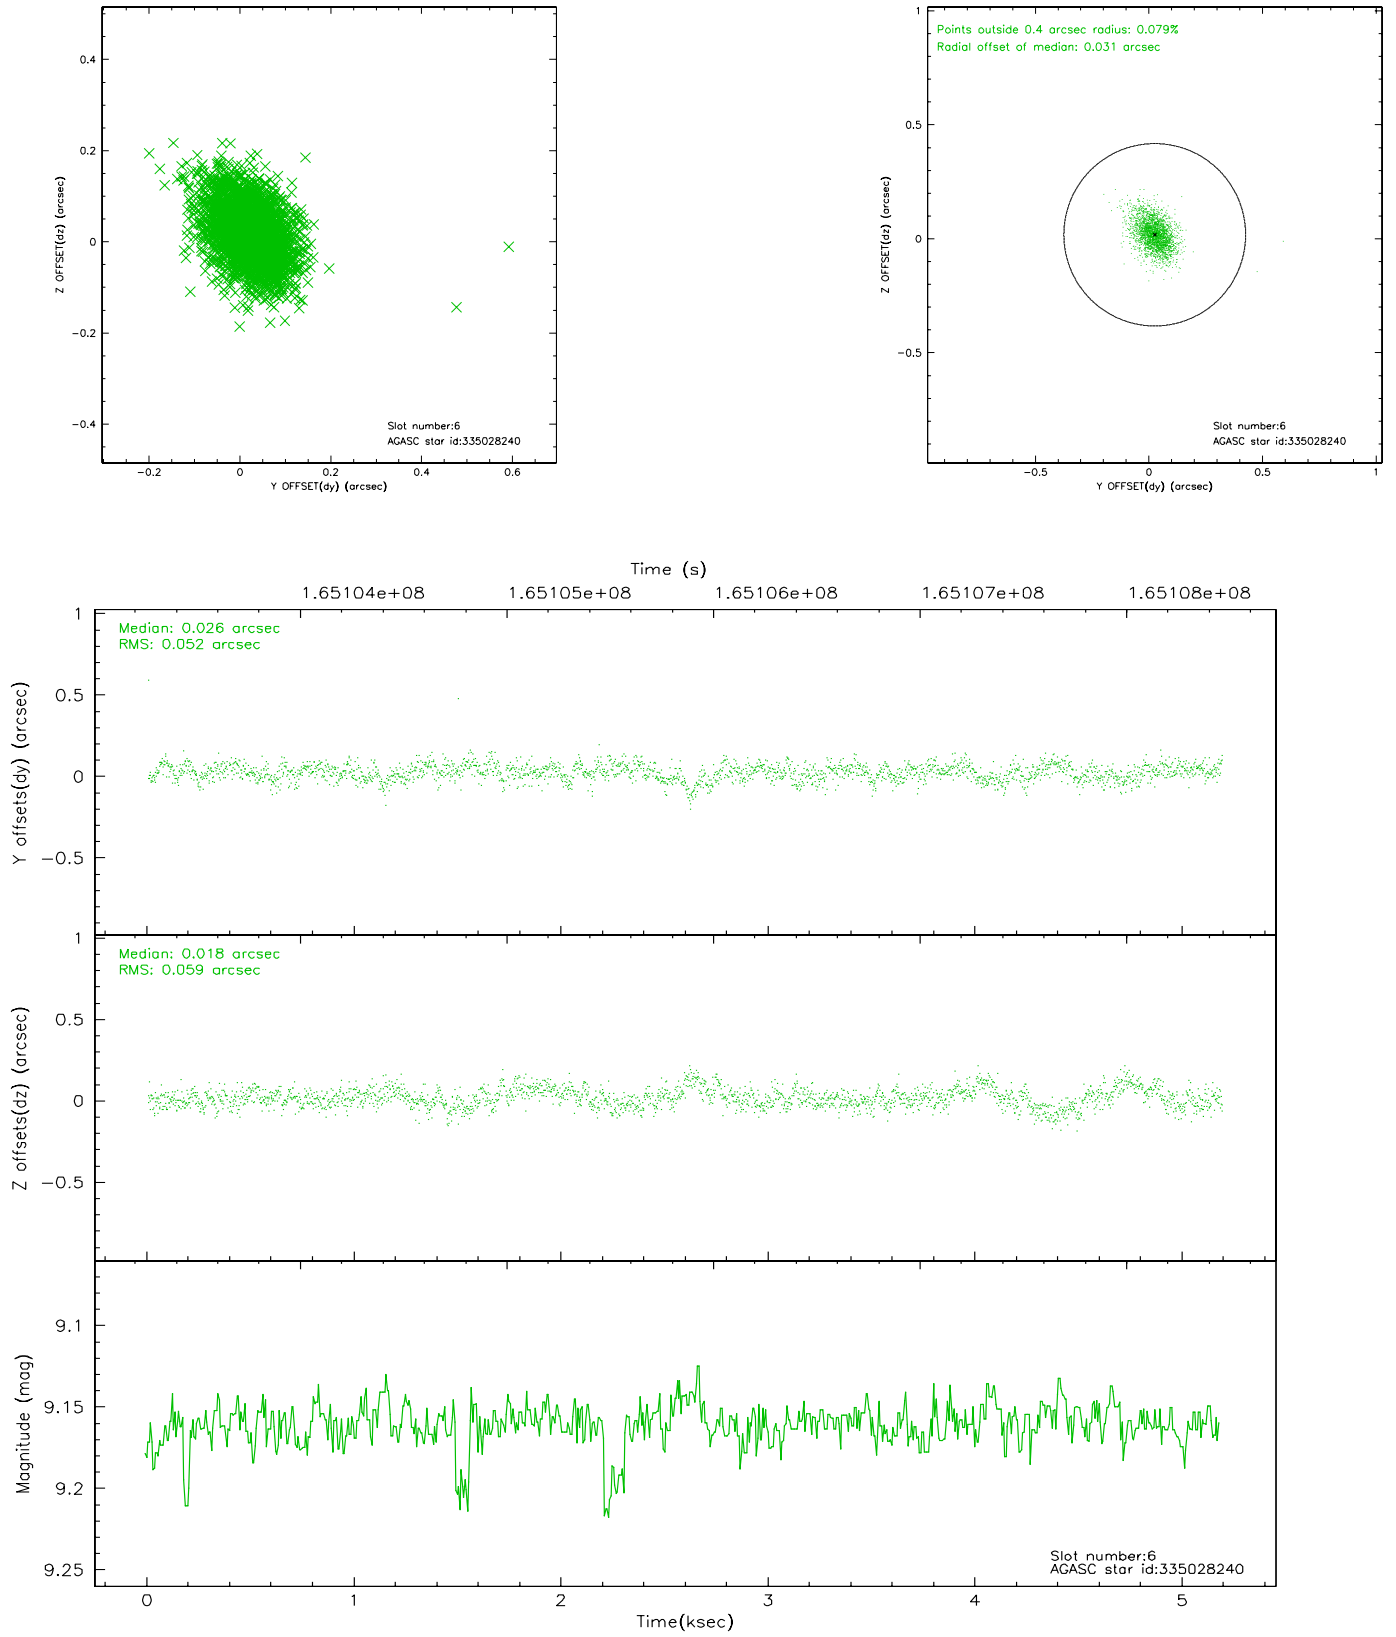 0.4
0.2
0
-0.2
-0.4
Z OFFSET(dz) (arcsec)
Slot number:6
AGASC star id:335028240
-0.2
0
0.2
0.4
0.6
Y OFFSET(dy) (arcsec)
Points outside 0.4 arcsec radius: 0.079%
Radial offset of median: 0.031 arcsec
1
0.5
0
-0.5
Z OFFSET(dz) (arcsec)
Slot number:6
AGASC star id:335028240
-0.5
0
0.5
1
Y OFFSET(dy) (arcsec)
Time (s)
1.65104e+08
1.65105e+08
1.65106e+08
1.65107e+08
1.65108e+08
Median: 0.026 arcsec
RMS: 0.052 arcsec
1
0.5
0
-0.5
Y offsets(dy) (arcsec)
Median: 0.018 arcsec
RMS: 0.059 arcsec
1
0.5
0
-0.5
Z offsets(dz) (arcsec)
9.1
9.15
9.2
9.25
Magnitude (mag)
Slot number:6
AGASC star id:335028240
0
1
2
3
4
5
Time(ksec)